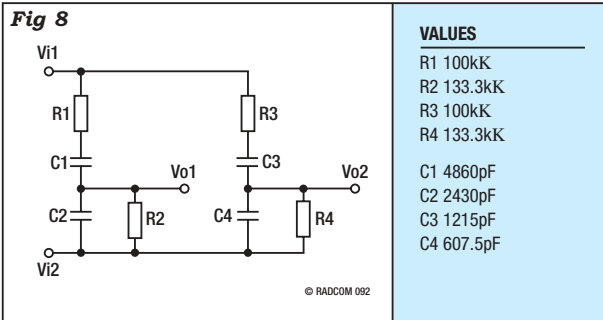 Fig 8
Vi1
R1
R3
C1
C3
Vo1
Vo2
C2
R2
C4
R4
Vi2
© RADCOM 092
VALUES
R1 100kK
R2 133.3kK
R3 100kK
R4 133.3kK
C1 4860pF
C2 2430pF
C3 1215pF
C4 607.5pF